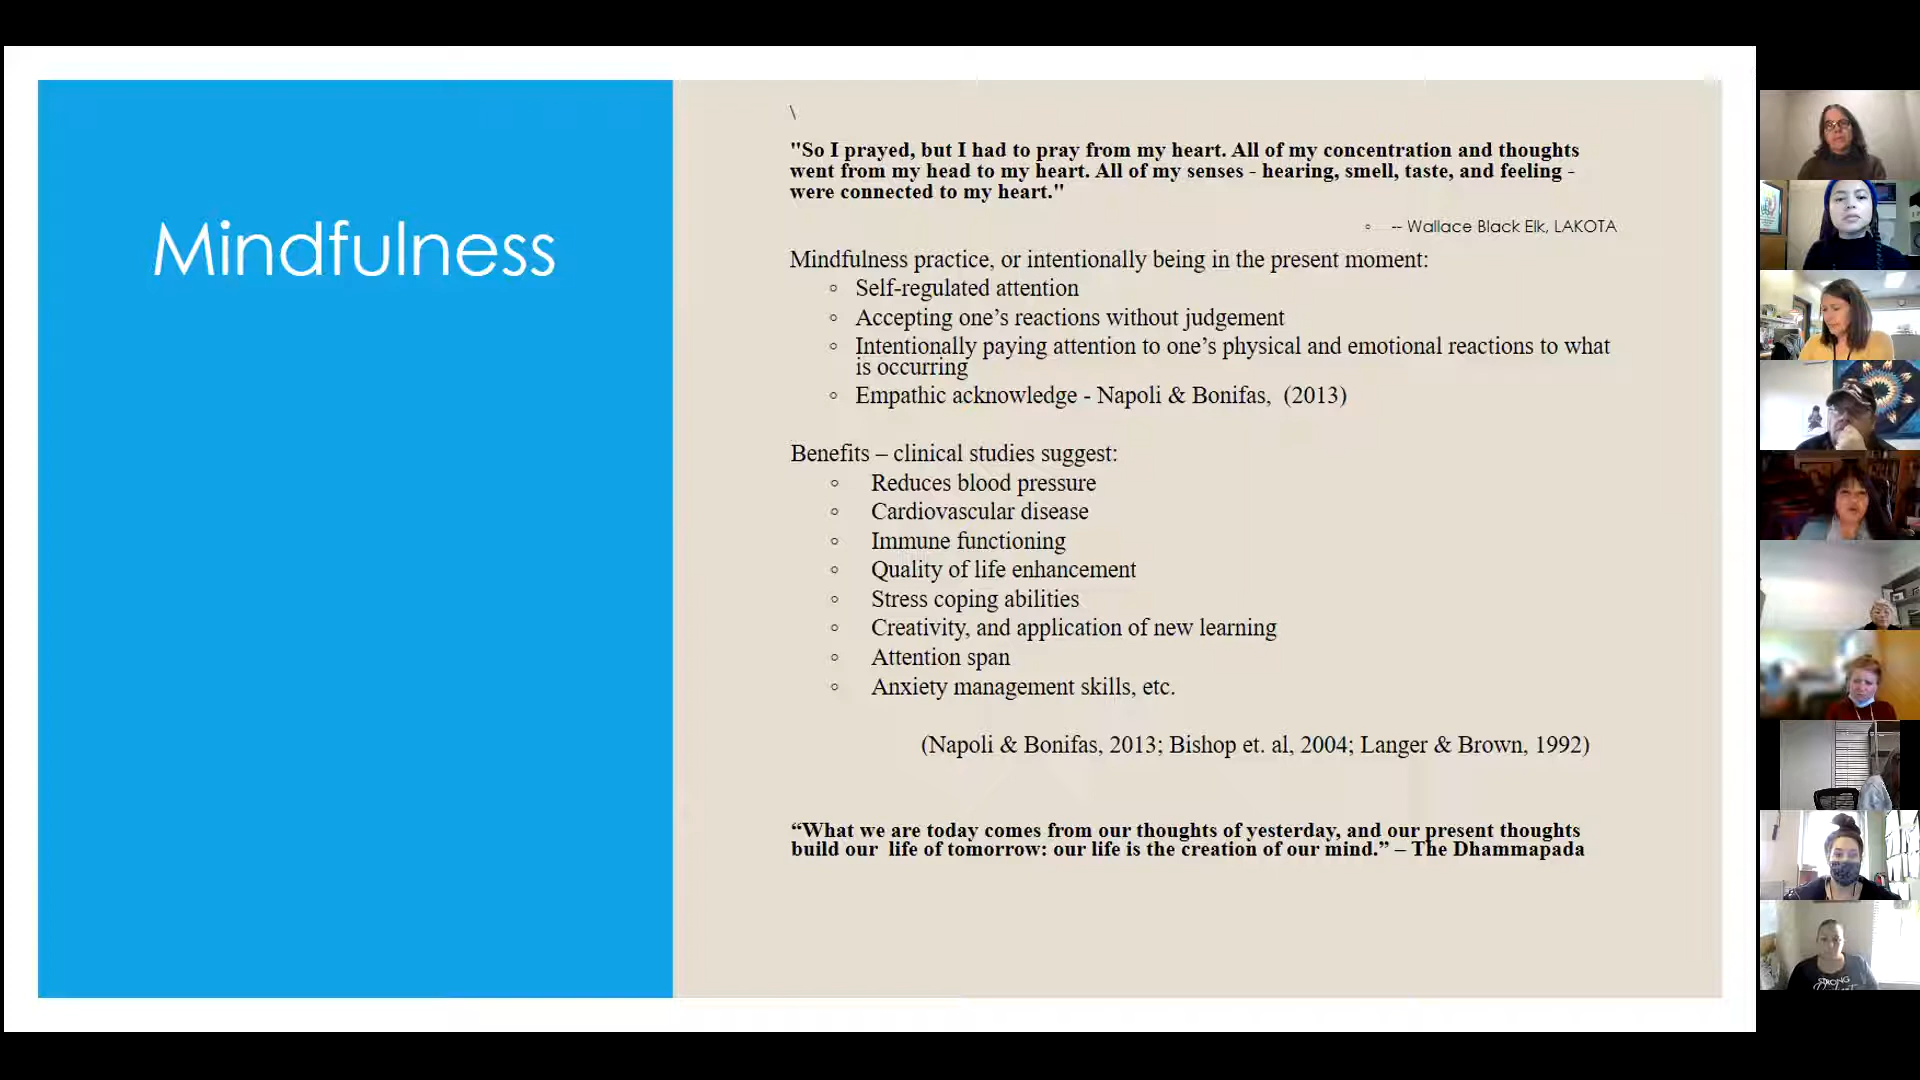 Mindfulness
\
"So I prayed, but I had to pray from my heart. All of my concentration and thoughts
went from my head to my heart. All of my senses - hearing, smell, taste, and feeling -
were connected to my heart."
-- Wallace Black Elk, LAKOTA
Mindfulness practice, or intentionally being in the present moment:
Self-regulated attention
Accepting one’s reactions without judgement
Intentionally paying attention to one’s physical and emotional reactions to what
is occurring
Empathic acknowledge - Napoli & Bonifas, (2013)
Benefits – clinical studies suggest:
Reduces blood pressure
Cardiovascular disease
Immune functioning
Quality of life enhancement
Stress coping abilities
Creativity, and application of new learning
Attention span
Anxiety management skills, etc.
(Napoli & Bonifas, 2013; Bishop et. al, 2004; Langer & Brown, 1992)
“What we are today comes from our thoughts of yesterday, and our present thoughts
build our life of tomorrow: our life is the creation of our mind.” – The Dhammapada
STRONG